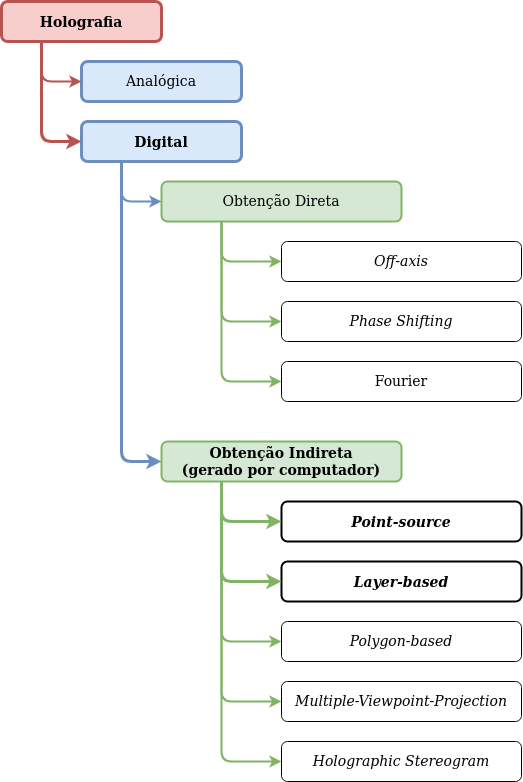 Holografia
Analógica
Digital
Obtenção Direta
Off-axis
Phase Shifting
Fourier
Obtenção Indireta
(gerado por computador)
Point-source
Layer-based
Polygon-based
Multiple-Viewpoint-Projection
Holographic Stereogram